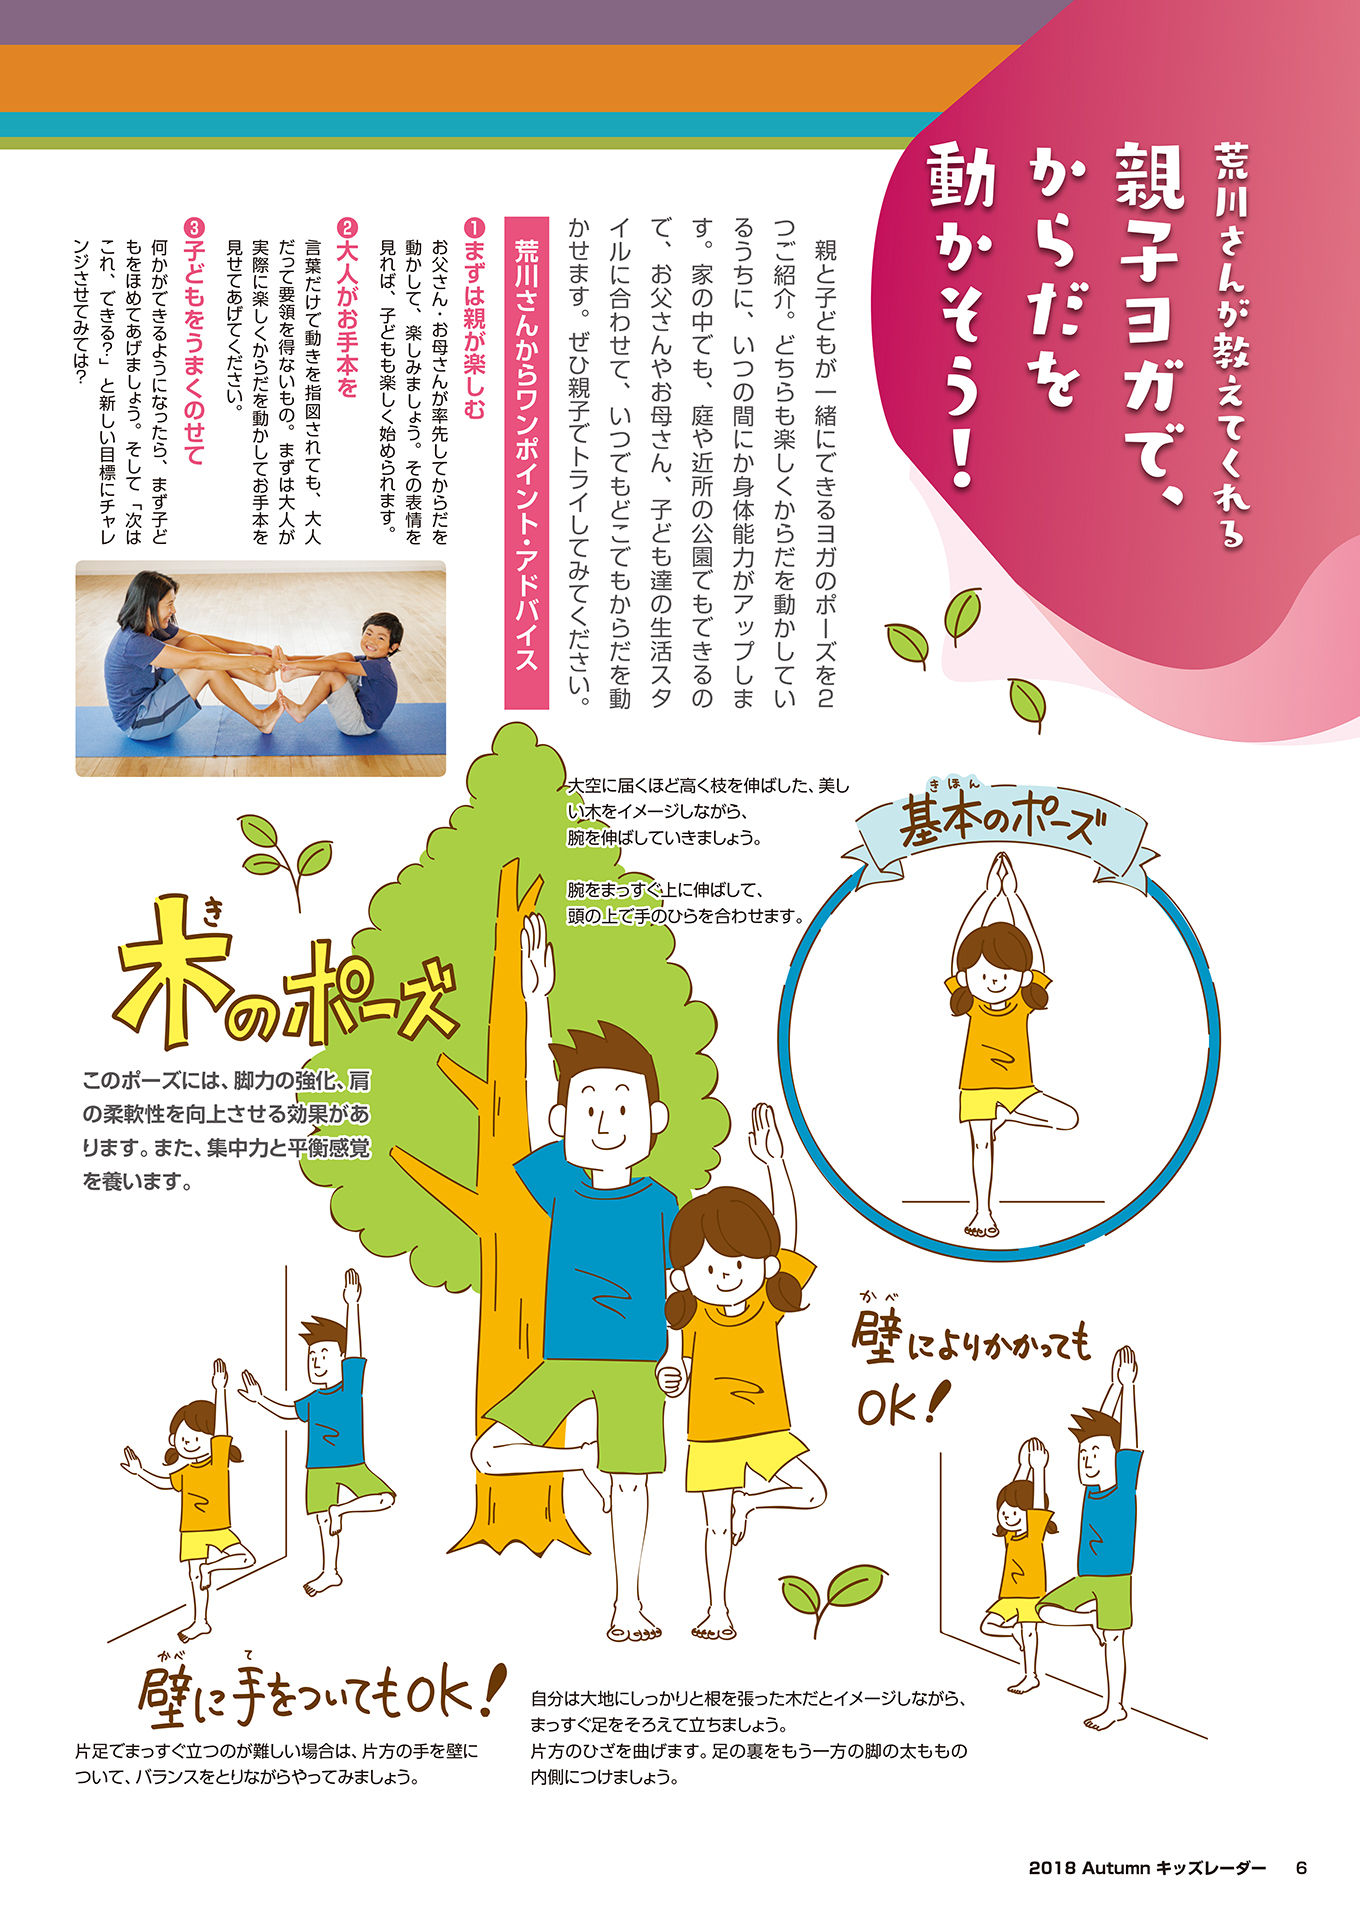 荒川さんが教えてくれる
親子ヨガで、
からだを
動かそう！
親と子どもが一緒にできるヨガのポーズを２
つご紹介。どちらも楽しくからだを動かしてい
るうちに、いつの間にか身体能力がアップしま
す。家の中でも、庭や近所の公園でもできるの
で、お父さんやお母さん、子ども達の生活スタ
イルに合わせて、いつでもどこでもからだを動
かせます。ぜひ親子でトライしてみてください。
荒川さんからワンポイント・アドバイス
❶まずは親が楽しむ
お父さん・お母さんが率先してからだを
動かして、楽しみましょう。その表情を
見れば、子どもも楽しく始められます。
❷大人がお手本を
言葉だけで動きを指図されても、大人
だって要領を得ないもの。まずは大人が
実際に楽しくからだを動かしてお手本を
見せてあげてください。
❸子どもをうまくのせて
何かができるようになったら、まず子ど
もをほめてあげましょう。そして「次は
これ、できる？」と新しい目標にチャレ
ンジさせてみては？
大空に届くほど高く枝を伸ばした、美し
い木をイメージしながら、
腕を伸ばしていきましょう。
腕をまっすぐ上に伸ばして、
頭の上で手のひらを合わせます。
きほん
基本のポーズ
き
木のポーズ
このポーズには、脚力の強化、肩
の柔軟性を向上させる効果があ
ります。また、集中力と平衡感覚
を養います。
かべ
壁によりかかっても
OK！
かべ て
壁に手をついてもOK！
片足でまっすぐ立つのが難しい場合は、片方の手を壁に
ついて、バランスをとりながらやってみましょう。
自分は大地にしっかりと根を張った木だとイメージしながら、
まっすぐ足をそろえて立ちましょう。
片方のひざを曲げます。足の裏をもう一方の脚の太ももの
内側につけましょう。
2018 Autumn キッズレーダー 6